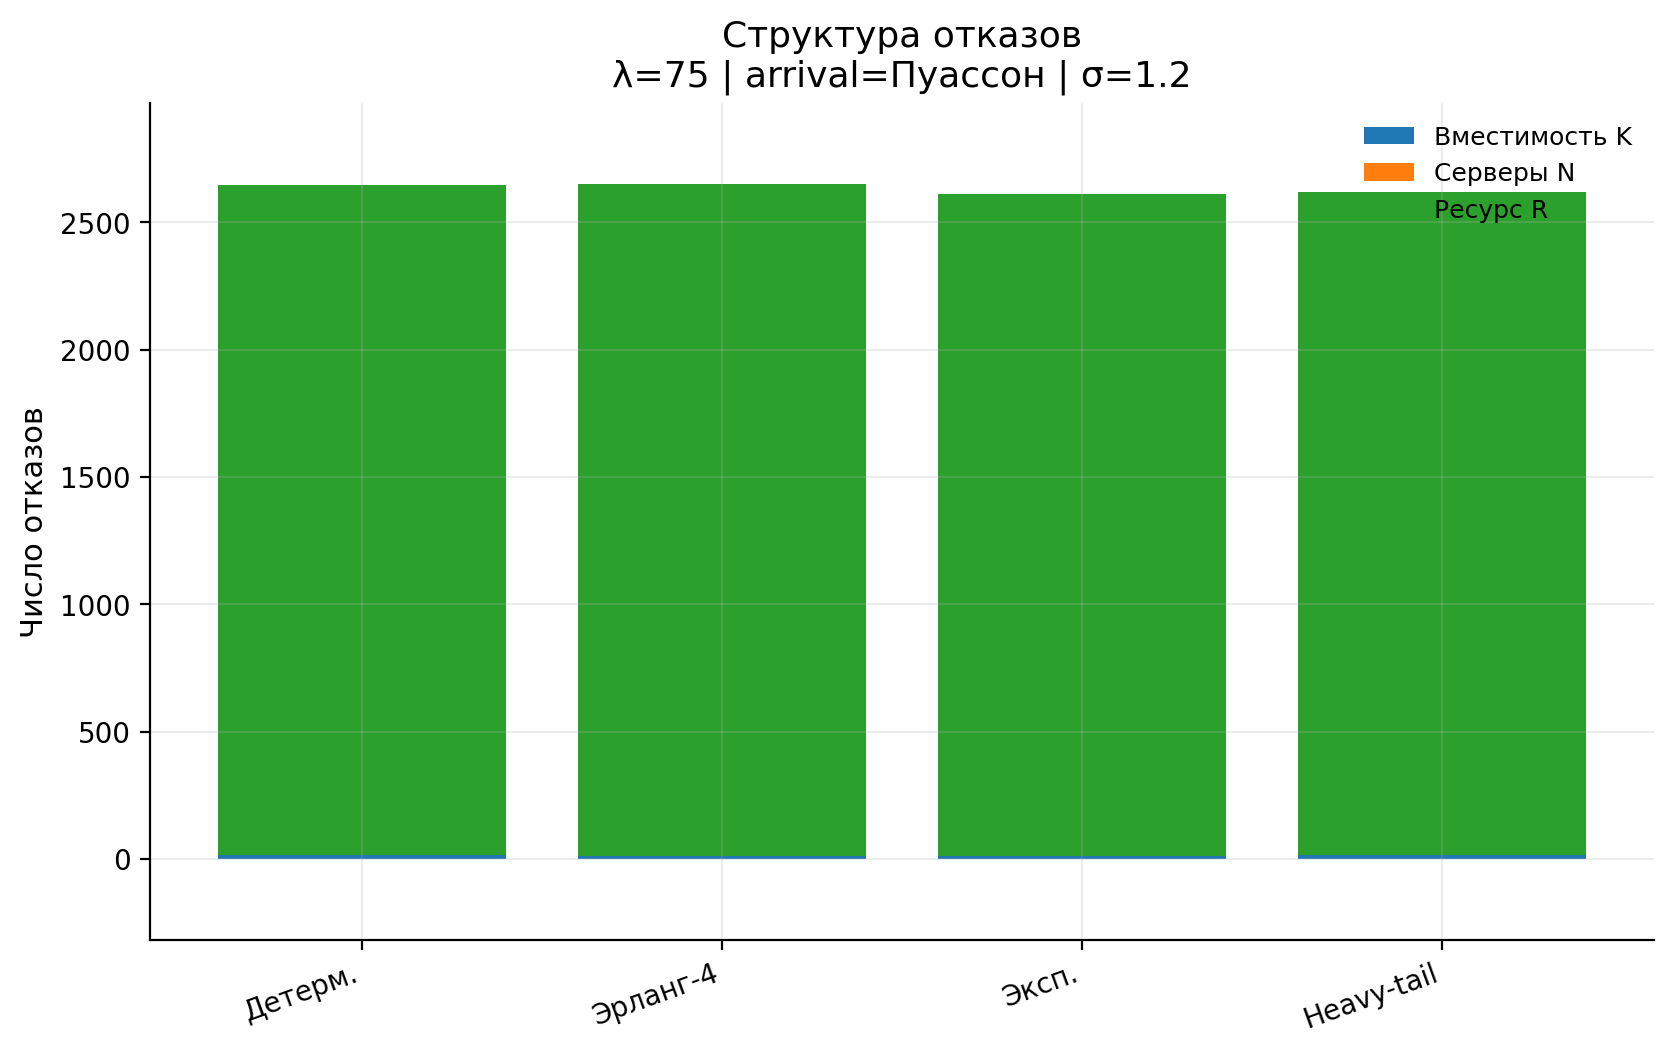 Структура отказов
λ=75 | arrival=Пуассон | σ=1.2
Вместимость K
Серверы N
Ресурс R
Число отказов
2500
2000
1500
1000
500
0
Детерм.
Эрланг-4
Эксп.
Heavy-tail